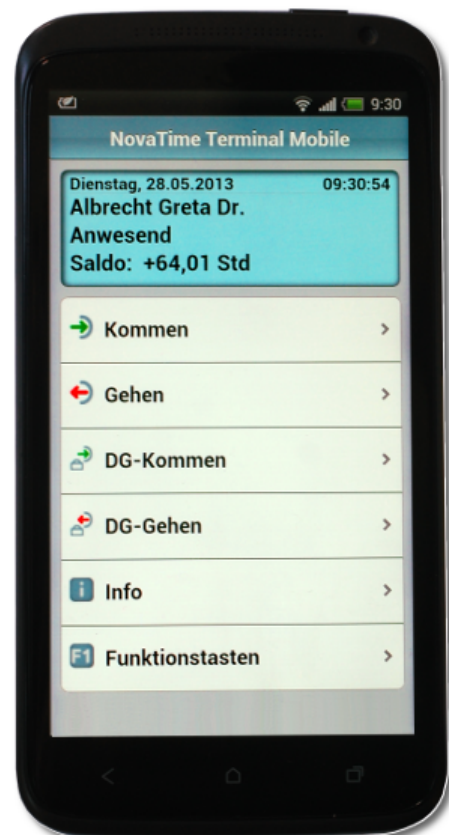 9:30
NovaTime Terminal Mobile
Dienstag, 28.05.2013 09:30:54
Albrecht Greta Dr.
Anwesend
Saldo: +64,01 Std
Kommen
Gehen
DG-Kommen
DG-Gehen
i Info
F1 Funktionstasten